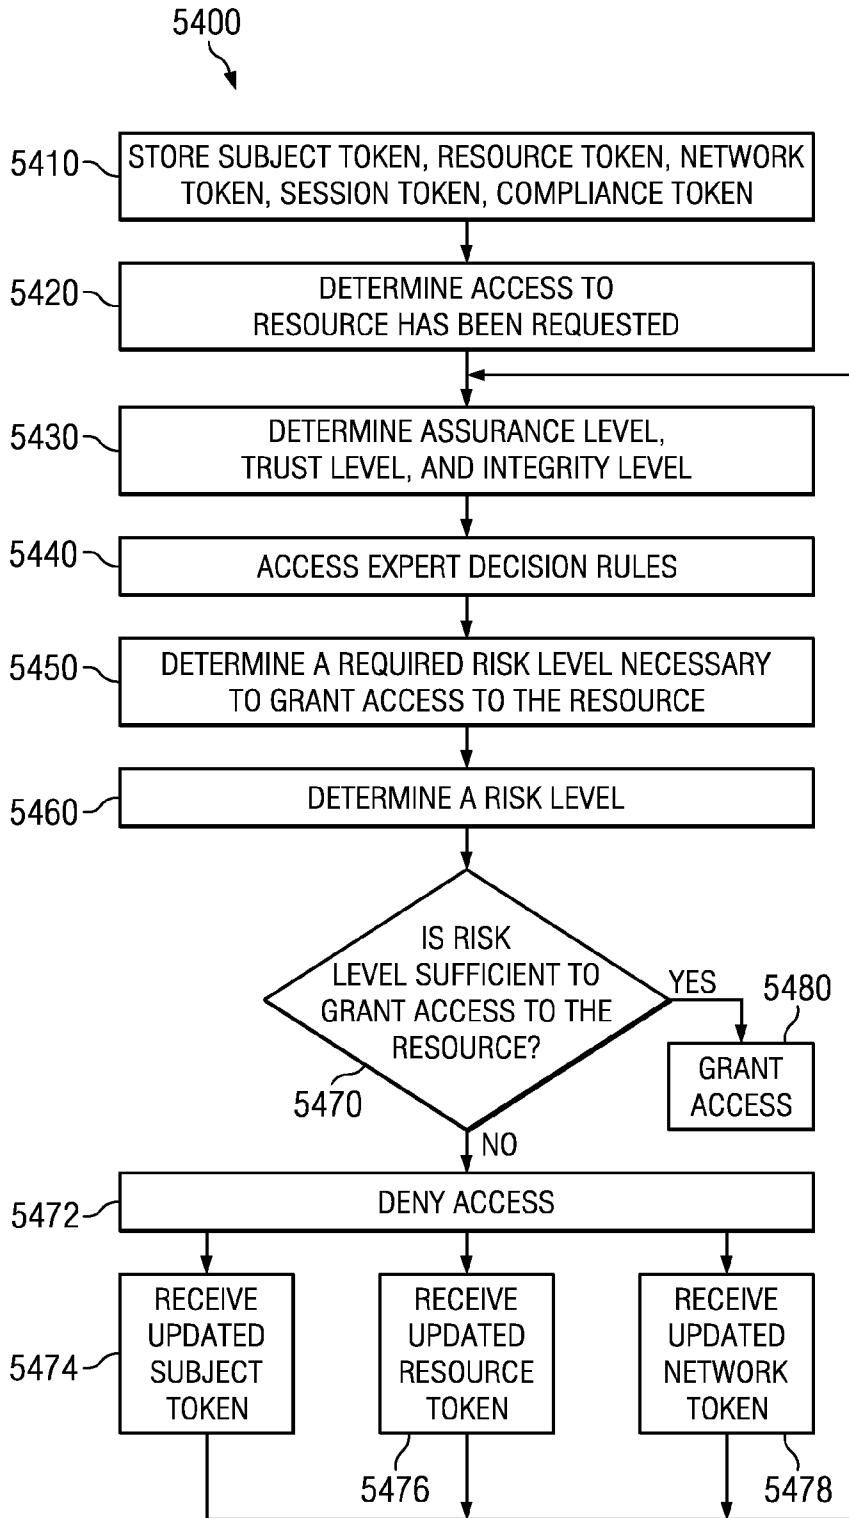 5400
5410
STORE SUBJECT TOKEN, RESOURCE TOKEN, NETWORK
TOKEN, SESSION TOKEN, COMPLIANCE TOKEN
5420
DETERMINE ACCESS TO
RESOURCE HAS BEEN REQUESTED
5430
DETERMINE ASSURANCE LEVEL,
TRUST LEVEL, AND INTEGRITY LEVEL
5440
ACCESS EXPERT DECISION RULES
5450
DETERMINE A REQUIRED RISK LEVEL NECESSARY
TO GRANT ACCESS TO THE RESOURCE
5460
DETERMINE A RISK LEVEL
IS RISK
LEVEL SUFFICIENT TO
GRANT ACCESS TO THE
RESOURCE?
5470
YES
5480
GRANT
ACCESS
NO
5472
DENY ACCESS
5474
RECEIVE
UPDATED
SUBJECT
TOKEN
RECEIVE
UPDATED
RESOURCE
TOKEN
5476
RECEIVE
UPDATED
NETWORK
TOKEN
5478